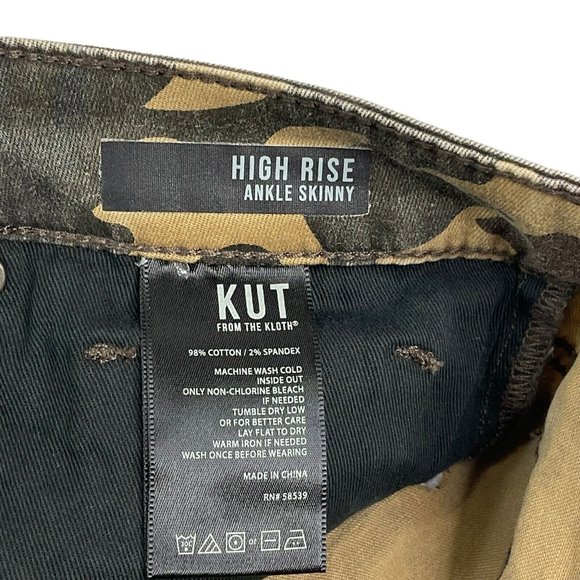 HIGH RISE
ANKLE SKINNY
KUT
FROM THE KLOTH®
98% COTTON / 2% SPANDEX
MACHINE WASH COLD
INSIDE OUT
ONLY NON-CHLORINE BLEACH
IF NEEDED
TUMBLE DRY LOW
OR FOR BETTER CARE
LAY FLAT TO DRY
WARM IRON IF NEEDED
WASH ONCE BEFORE WEARING
MADE IN CHINA
RN# 58539
30C or